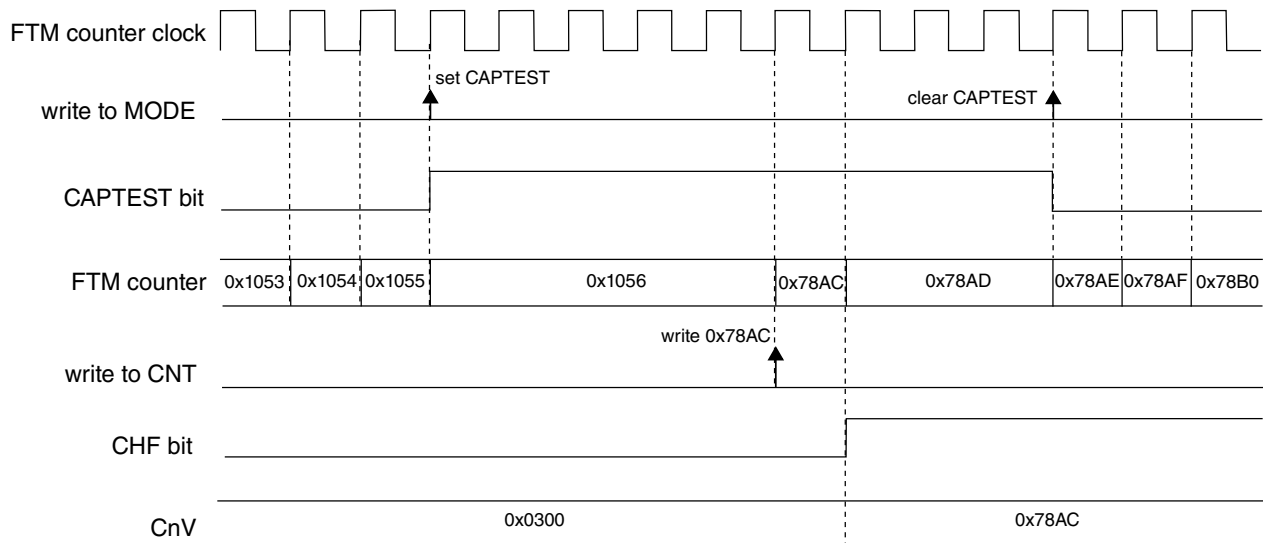 FTM counter clock
set CAPTEST
write to MODE
clear CAPTEST
CAPTEST bit
FTM counter
0x1053 0x1054 0x1055 0x1056 0x78AC 0x78AD 0x78AE 0x78AF 0x78B0
write 0x78AC
write to CNT
CHF bit
CnV
0x0300 0x78AC